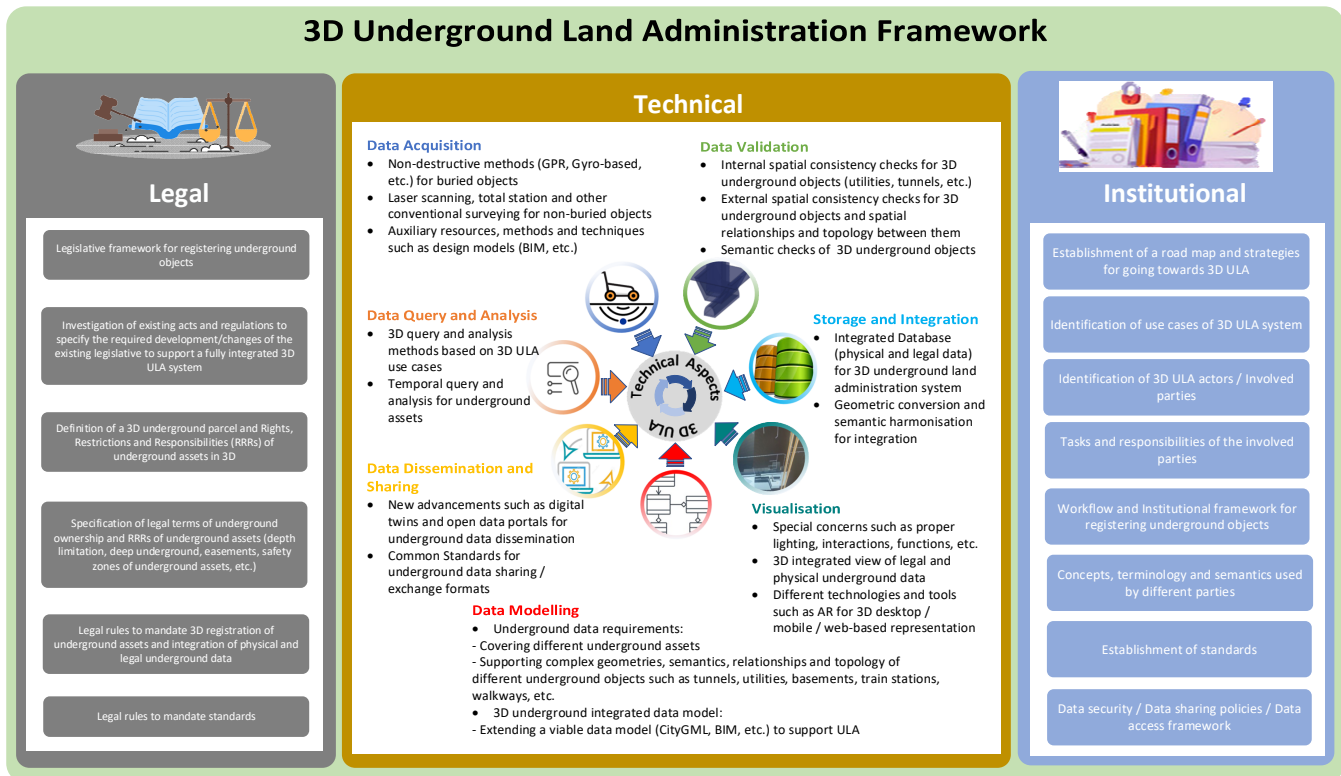 3D Underground Land Administration Framework
Legal
Legislative framework for registering underground
objects
Investigation of existing acts and regulations to
specify the required development/changes of the
existing legislative to support a fully integrated 3D
ULA system
Definition of a 3D underground parcel and Rights,
Restrictions and Responsibilities (RRRs) of
underground assets in 3D
Specification of legal terms of underground
ownership and RRRs of underground assets (depth
limitation, deep underground, easements, safety
zones of underground assets, etc.)
Legal rules to mandate 3D registration of
underground assets and integration of physical and
legal underground data
Legal rules to mandate standards
Technical
Data Acquisition
• Non-destructive methods (GPR, Gyro-based,
etc.) for buried objects
• Laser scanning, total station and other
conventional surveying for non-buried objects
• Auxiliary resources, methods and techniques
such as design models (BIM, etc.)
Data Validation
• Internal spatial consistency checks for 3D
underground objects (utilities, tunnels, etc.)
• External spatial consistency checks for 3D
underground objects and spatial
relationships and topology between them
• Semantic checks of 3D underground objects
Data Query and Analysis
• 3D query and analysis
methods based on 3D ULA
use cases
• Temporal query and
analysis for underground
assets
Technical Aspects
3D ULA
Storage and Integration
• Integrated Database
(physical and legal data)
for 3D underground land
administration system
• Geometric conversion and
semantic harmonisation
for integration
Data Dissemination and
Sharing
• New advancements such as digital
twins and open data portals for
underground data dissemination
• Common Standards for
underground data sharing /
exchange formats
Visualisation
• Special concerns such as proper
lighting, interactions, functions, etc.
• 3D integrated view of legal and
physical underground data
• Different technologies and tools
such as AR for 3D desktop /
mobile / web-based representation
Data Modelling
• Underground data requirements:
- Covering different underground assets
- Supporting complex geometries, semantics, relationships and topology of
different underground objects such as tunnels, utilities, basements, train stations,
walkways, etc.
• 3D underground integrated data model:
- Extending a viable data model (CityGML, BIM, etc.) to support ULA
Institutional
Establishment of a road map and strategies
for going towards 3D ULA
Identification of use cases of 3D ULA system
Identification of 3D ULA actors / Involved
parties
Tasks and responsibilities of the involved
parties
Workflow and Institutional framework for
registering underground objects
Concepts, terminology and semantics used
by different parties
Establishment of standards
Data security / Data sharing policies / Data
access framework